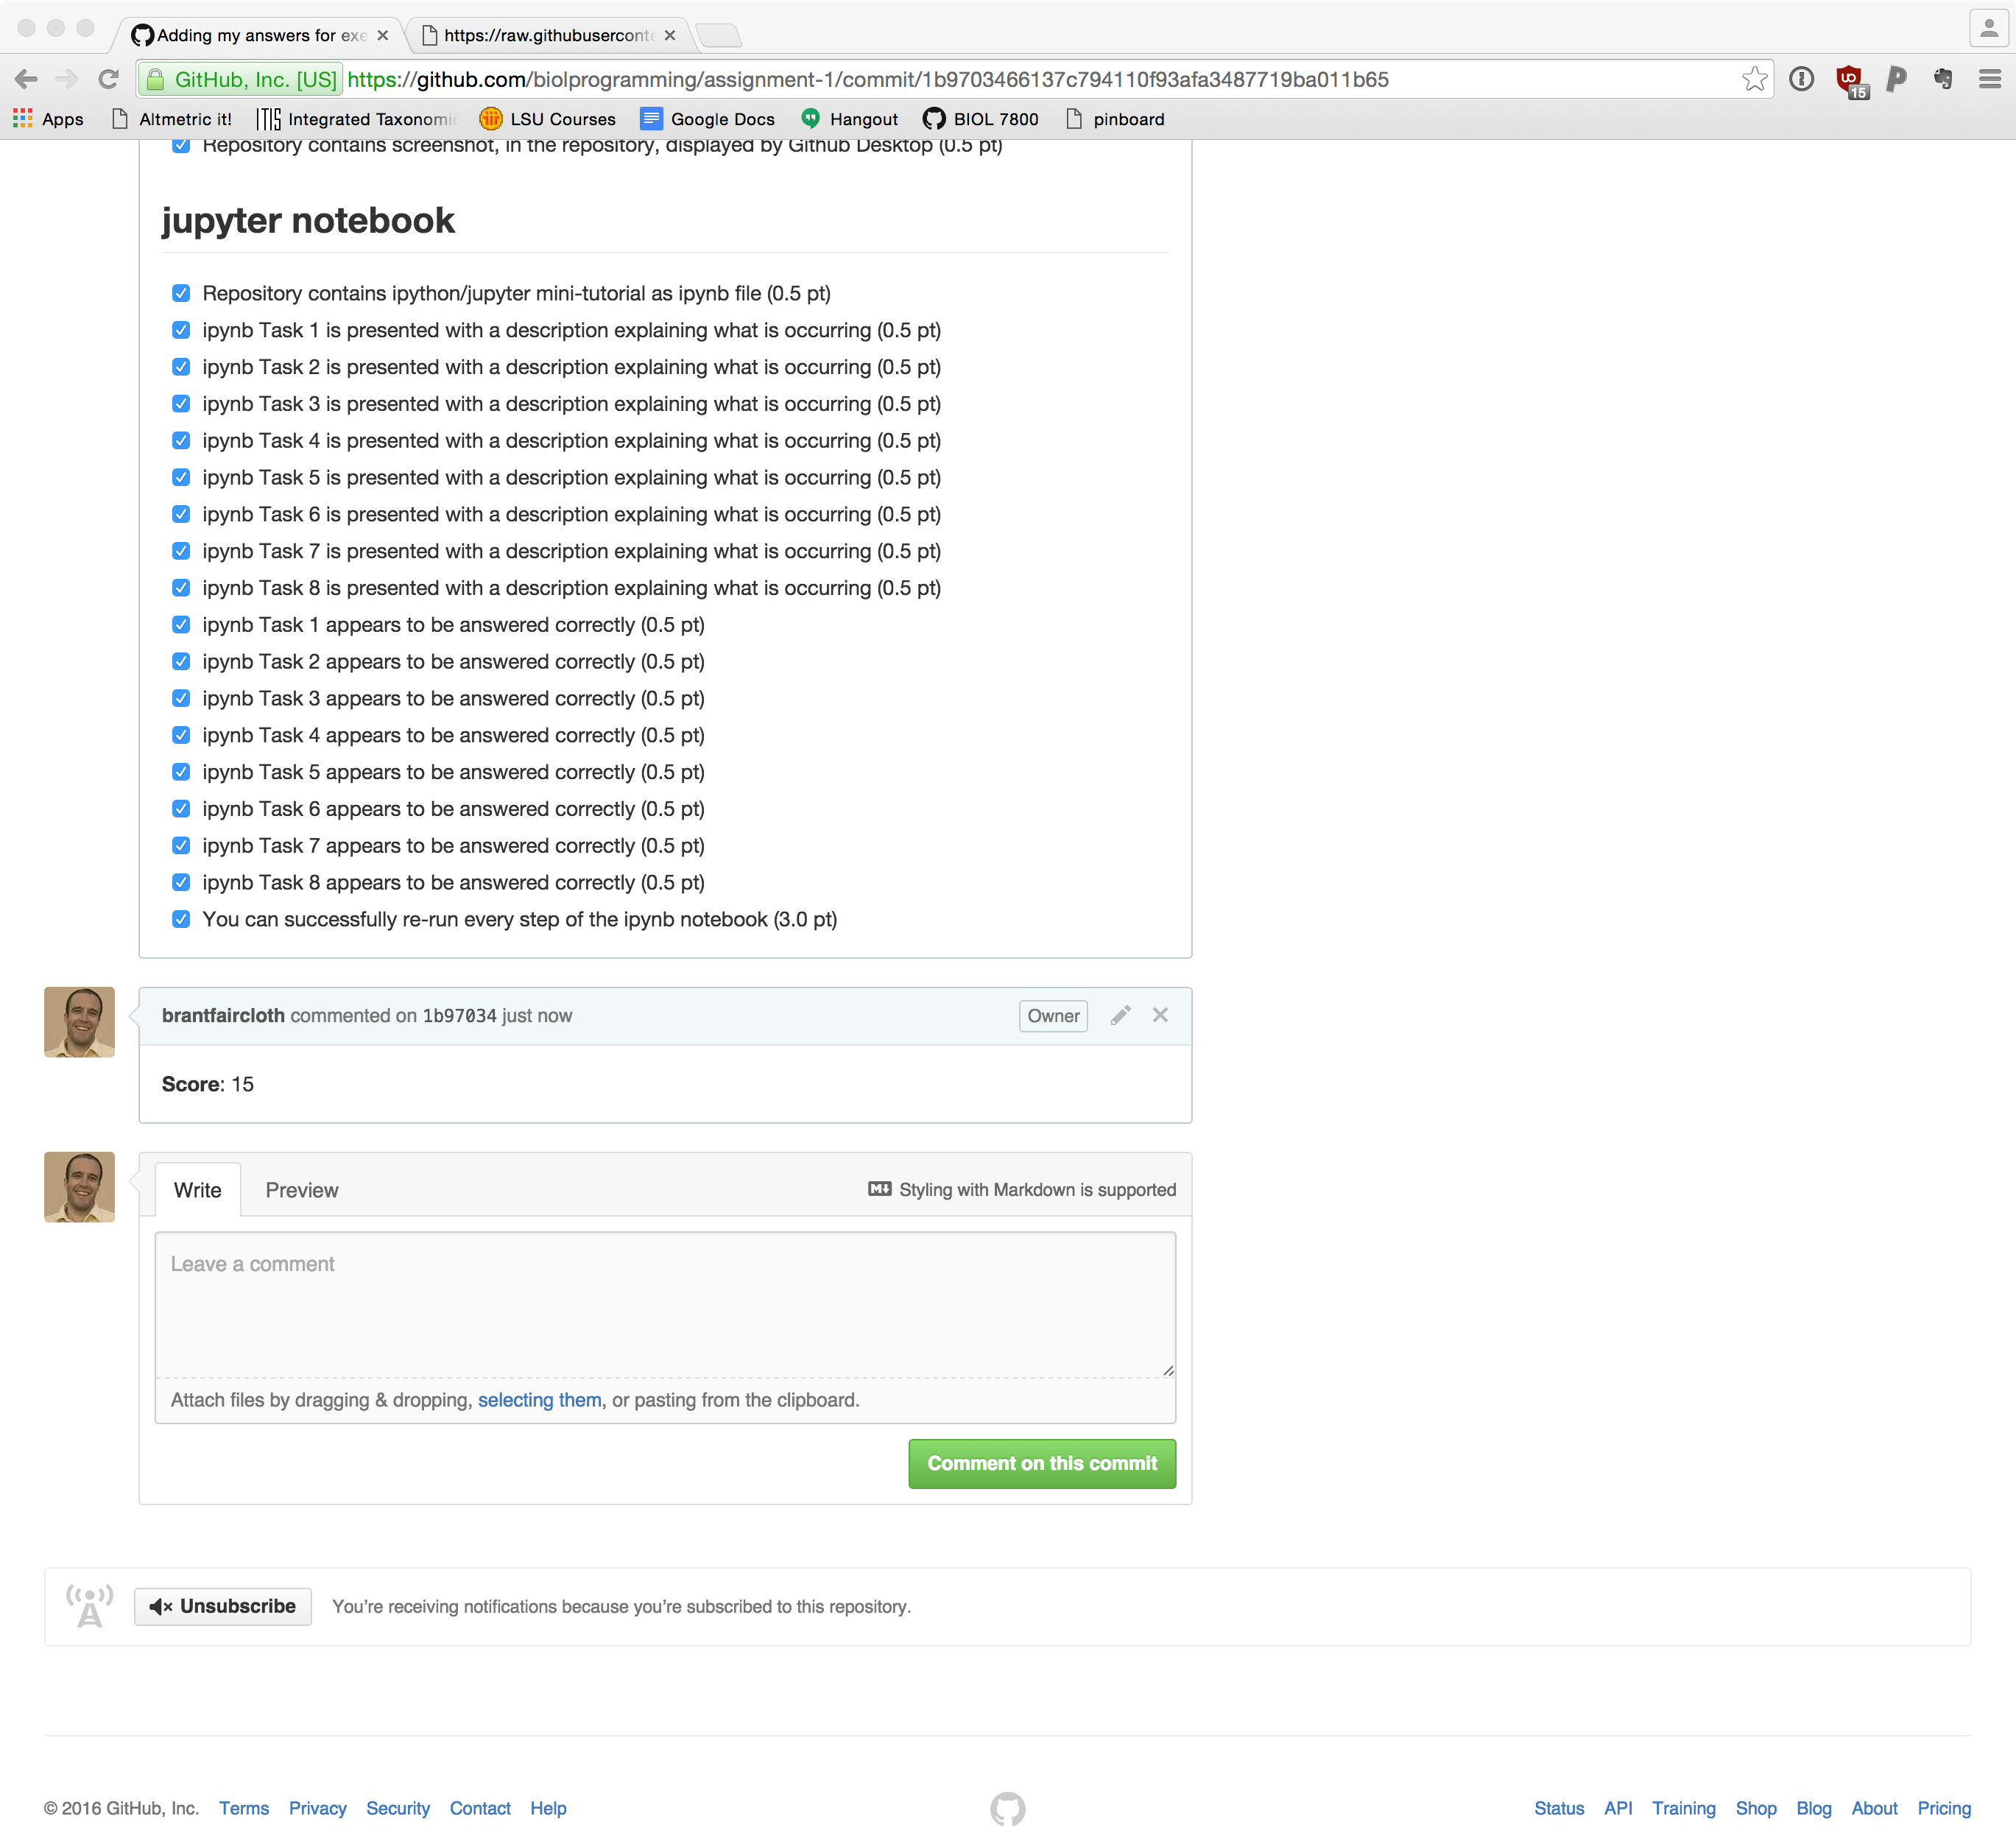 Adding my answers for exe
https://raw.githubuserconte
GitHub, Inc. [US] https://github.com/biolprogramming/assignment-1/commit/1b9703466137c794110f93afa3487719ba011b65
15
Apps Altmetric it! Integrated Taxonomic LSU Courses Google Docs Hangout BIOL 7800 pinboard
Repository contains screenshot, in the repository, displayed by Github Desktop (0.5 pt)
jupyter notebook
Repository contains ipython/jupyter mini-tutorial as ipynb file (0.5 pt)
ipynb Task 1 is presented with a description explaining what is occurring (0.5 pt)
ipynb Task 2 is presented with a description explaining what is occurring (0.5 pt)
ipynb Task 3 is presented with a description explaining what is occurring (0.5 pt)
ipynb Task 4 is presented with a description explaining what is occurring (0.5 pt)
ipynb Task 5 is presented with a description explaining what is occurring (0.5 pt)
ipynb Task 6 is presented with a description explaining what is occurring (0.5 pt)
ipynb Task 7 is presented with a description explaining what is occurring (0.5 pt)
ipynb Task 8 is presented with a description explaining what is occurring (0.5 pt)
ipynb Task 1 appears to be answered correctly (0.5 pt)
ipynb Task 2 appears to be answered correctly (0.5 pt)
ipynb Task 3 appears to be answered correctly (0.5 pt)
ipynb Task 4 appears to be answered correctly (0.5 pt)
ipynb Task 5 appears to be answered correctly (0.5 pt)
ipynb Task 6 appears to be answered correctly (0.5 pt)
ipynb Task 7 appears to be answered correctly (0.5 pt)
ipynb Task 8 appears to be answered correctly (0.5 pt)
You can successfully re-run every step of the ipynb notebook (3.0 pt)
brantfaircloth commented on 1b97034 just now Owner
Score: 15
Write Preview Styling with Markdown is supported
Leave a comment
Attach files by dragging & dropping, selecting them, or pasting from the clipboard.
Comment on this commit
Unsubscribe You're receiving notifications because you're subscribed to this repository.
© 2016 GitHub, Inc. Terms Privacy Security Contact Help Status API Training Shop Blog About Pricing